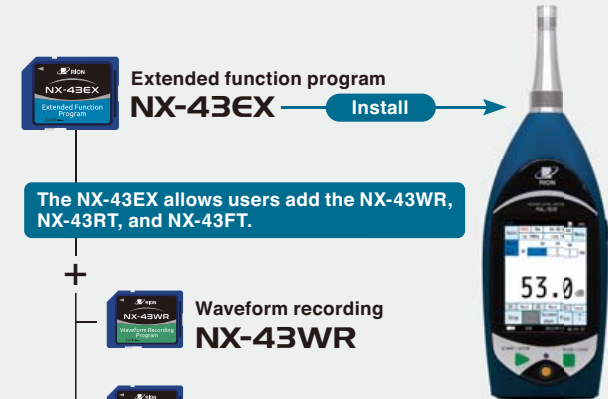 RION
NX-43EX
Extended Function
Program
Extended function program
NX-43EX
Install
The NX-43EX allows users add the NX-43WR,
NX-43RT, and NX-43FT.
+
RION
NX-43WR
Waveform Recording
Program
Waveform recording
NX-43WR
RION
RION
53.0